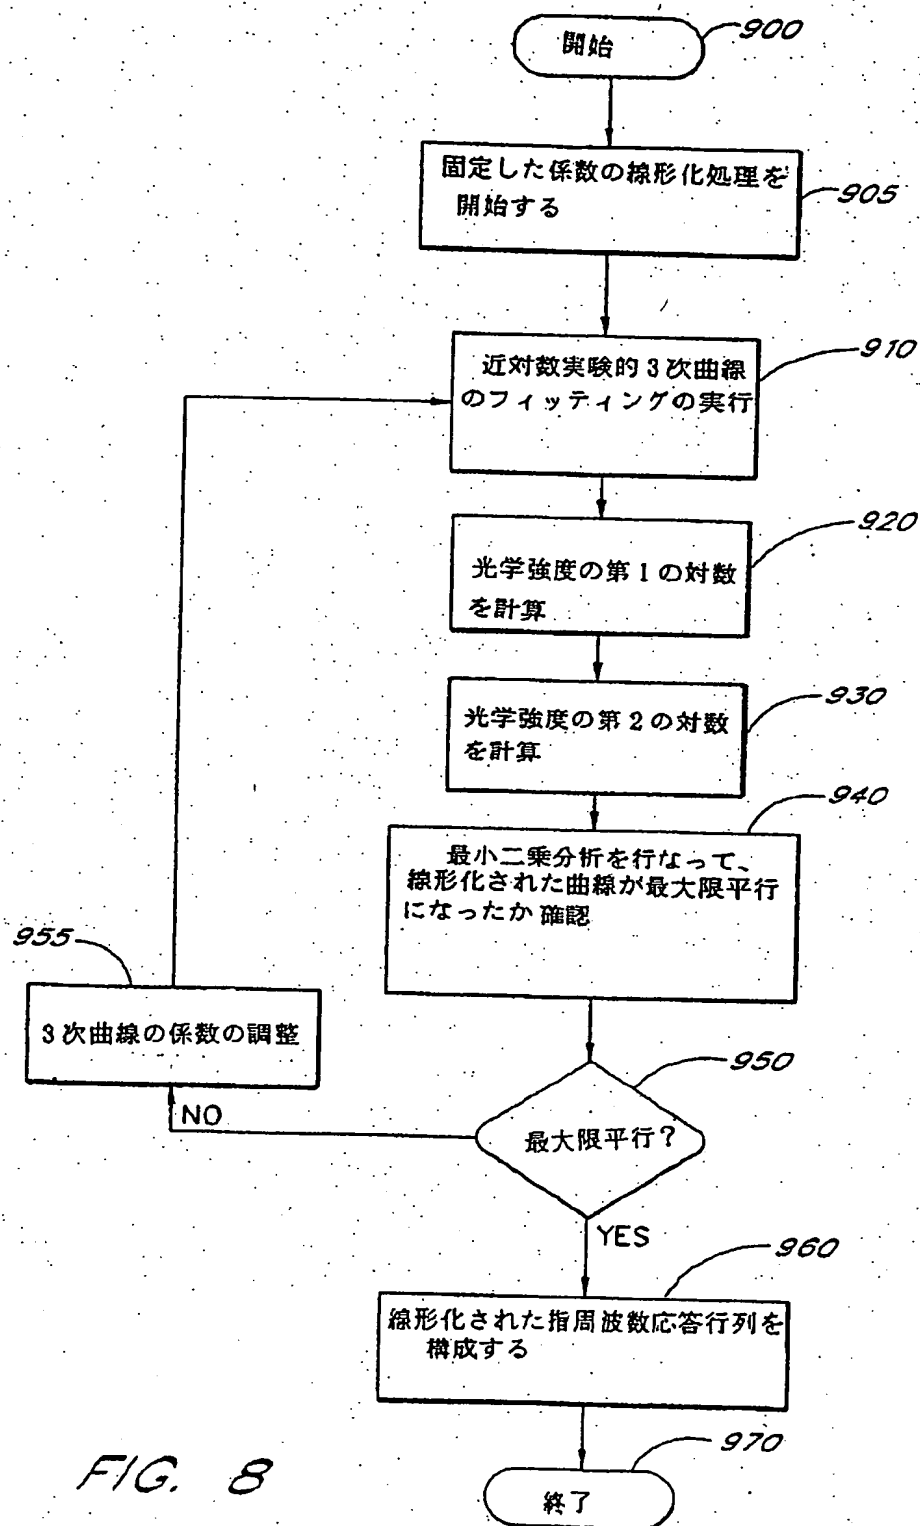 開始
900
固定した係数の線形化処理を
開始する
905
近対数実験的3次曲線
のフィッティングの実行
910
光学強度の第1の対数
を計算
920
光学強度の第2の対数
を計算
930
最小二乗分析を行なって、
線形化された曲線が最大限平行
になったか確認
940
955
3次曲線の係数の調整
NO
最大限平行?
950
YES
線形化された指周波数応答行列を
構成する
960
終了
970
FIG. 8